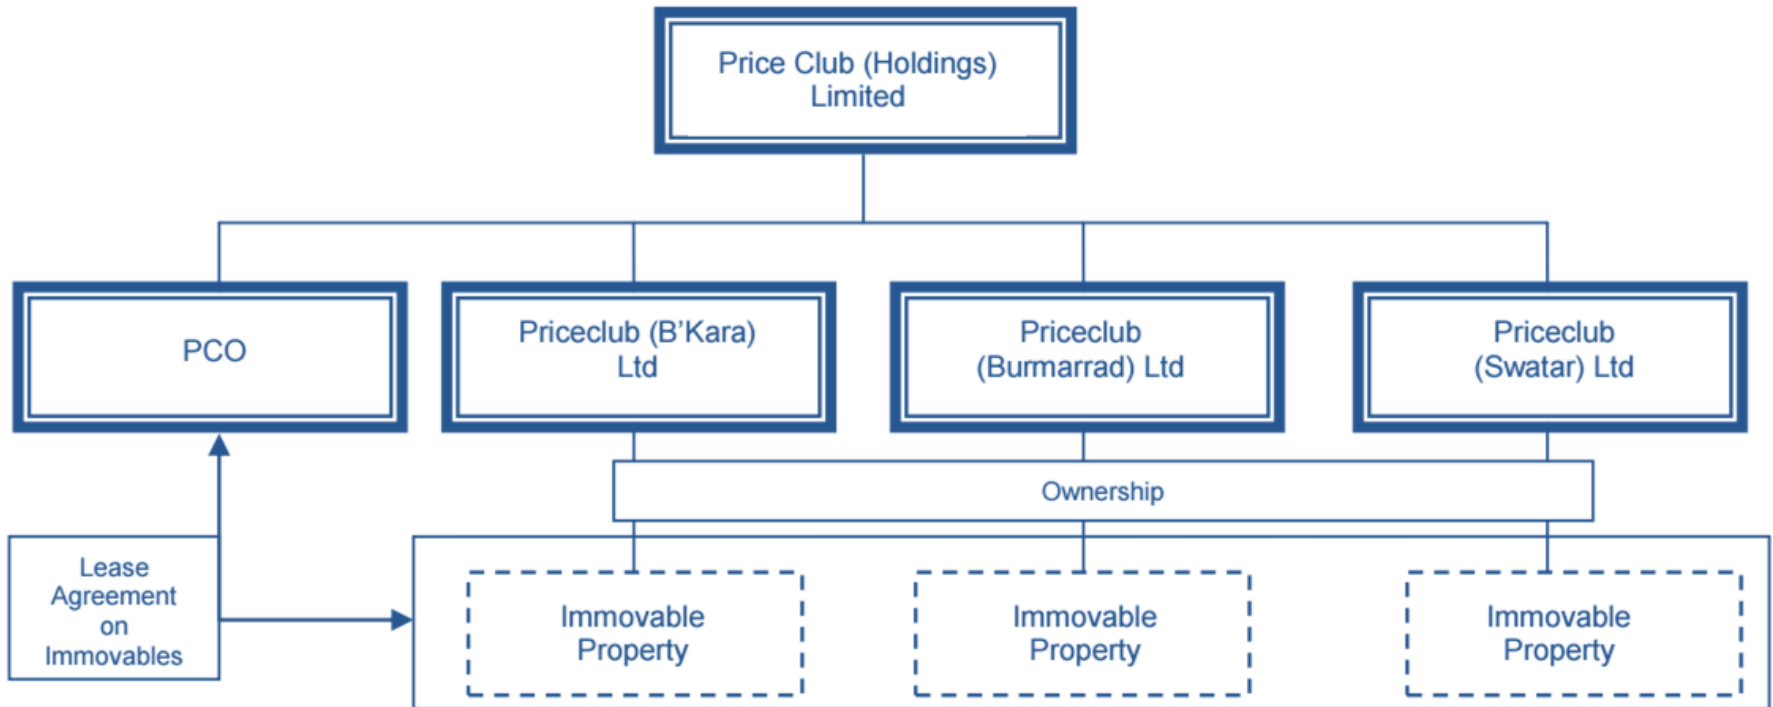 Price Club (Holdings)
Limited
PCO
Priceclub (B’Kara)
Ltd
Priceclub
(Burmarrad) Ltd
Priceclub
(Swatar) Ltd
Ownership
Lease
Agreement
on
Immovables
Immovable
Property
Immovable
Property
Immovable
Property